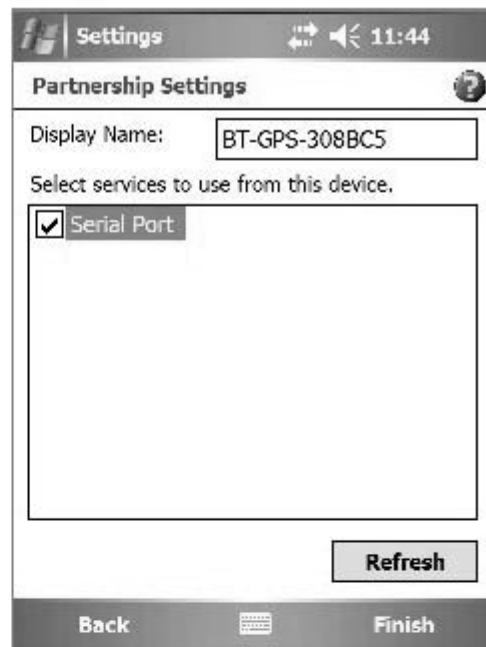 Settings 11:44
Partnership Settings
Display Name: BT-GPS-308BC5
Select services to use from this device.
Serial Port
Refresh
Back Finish